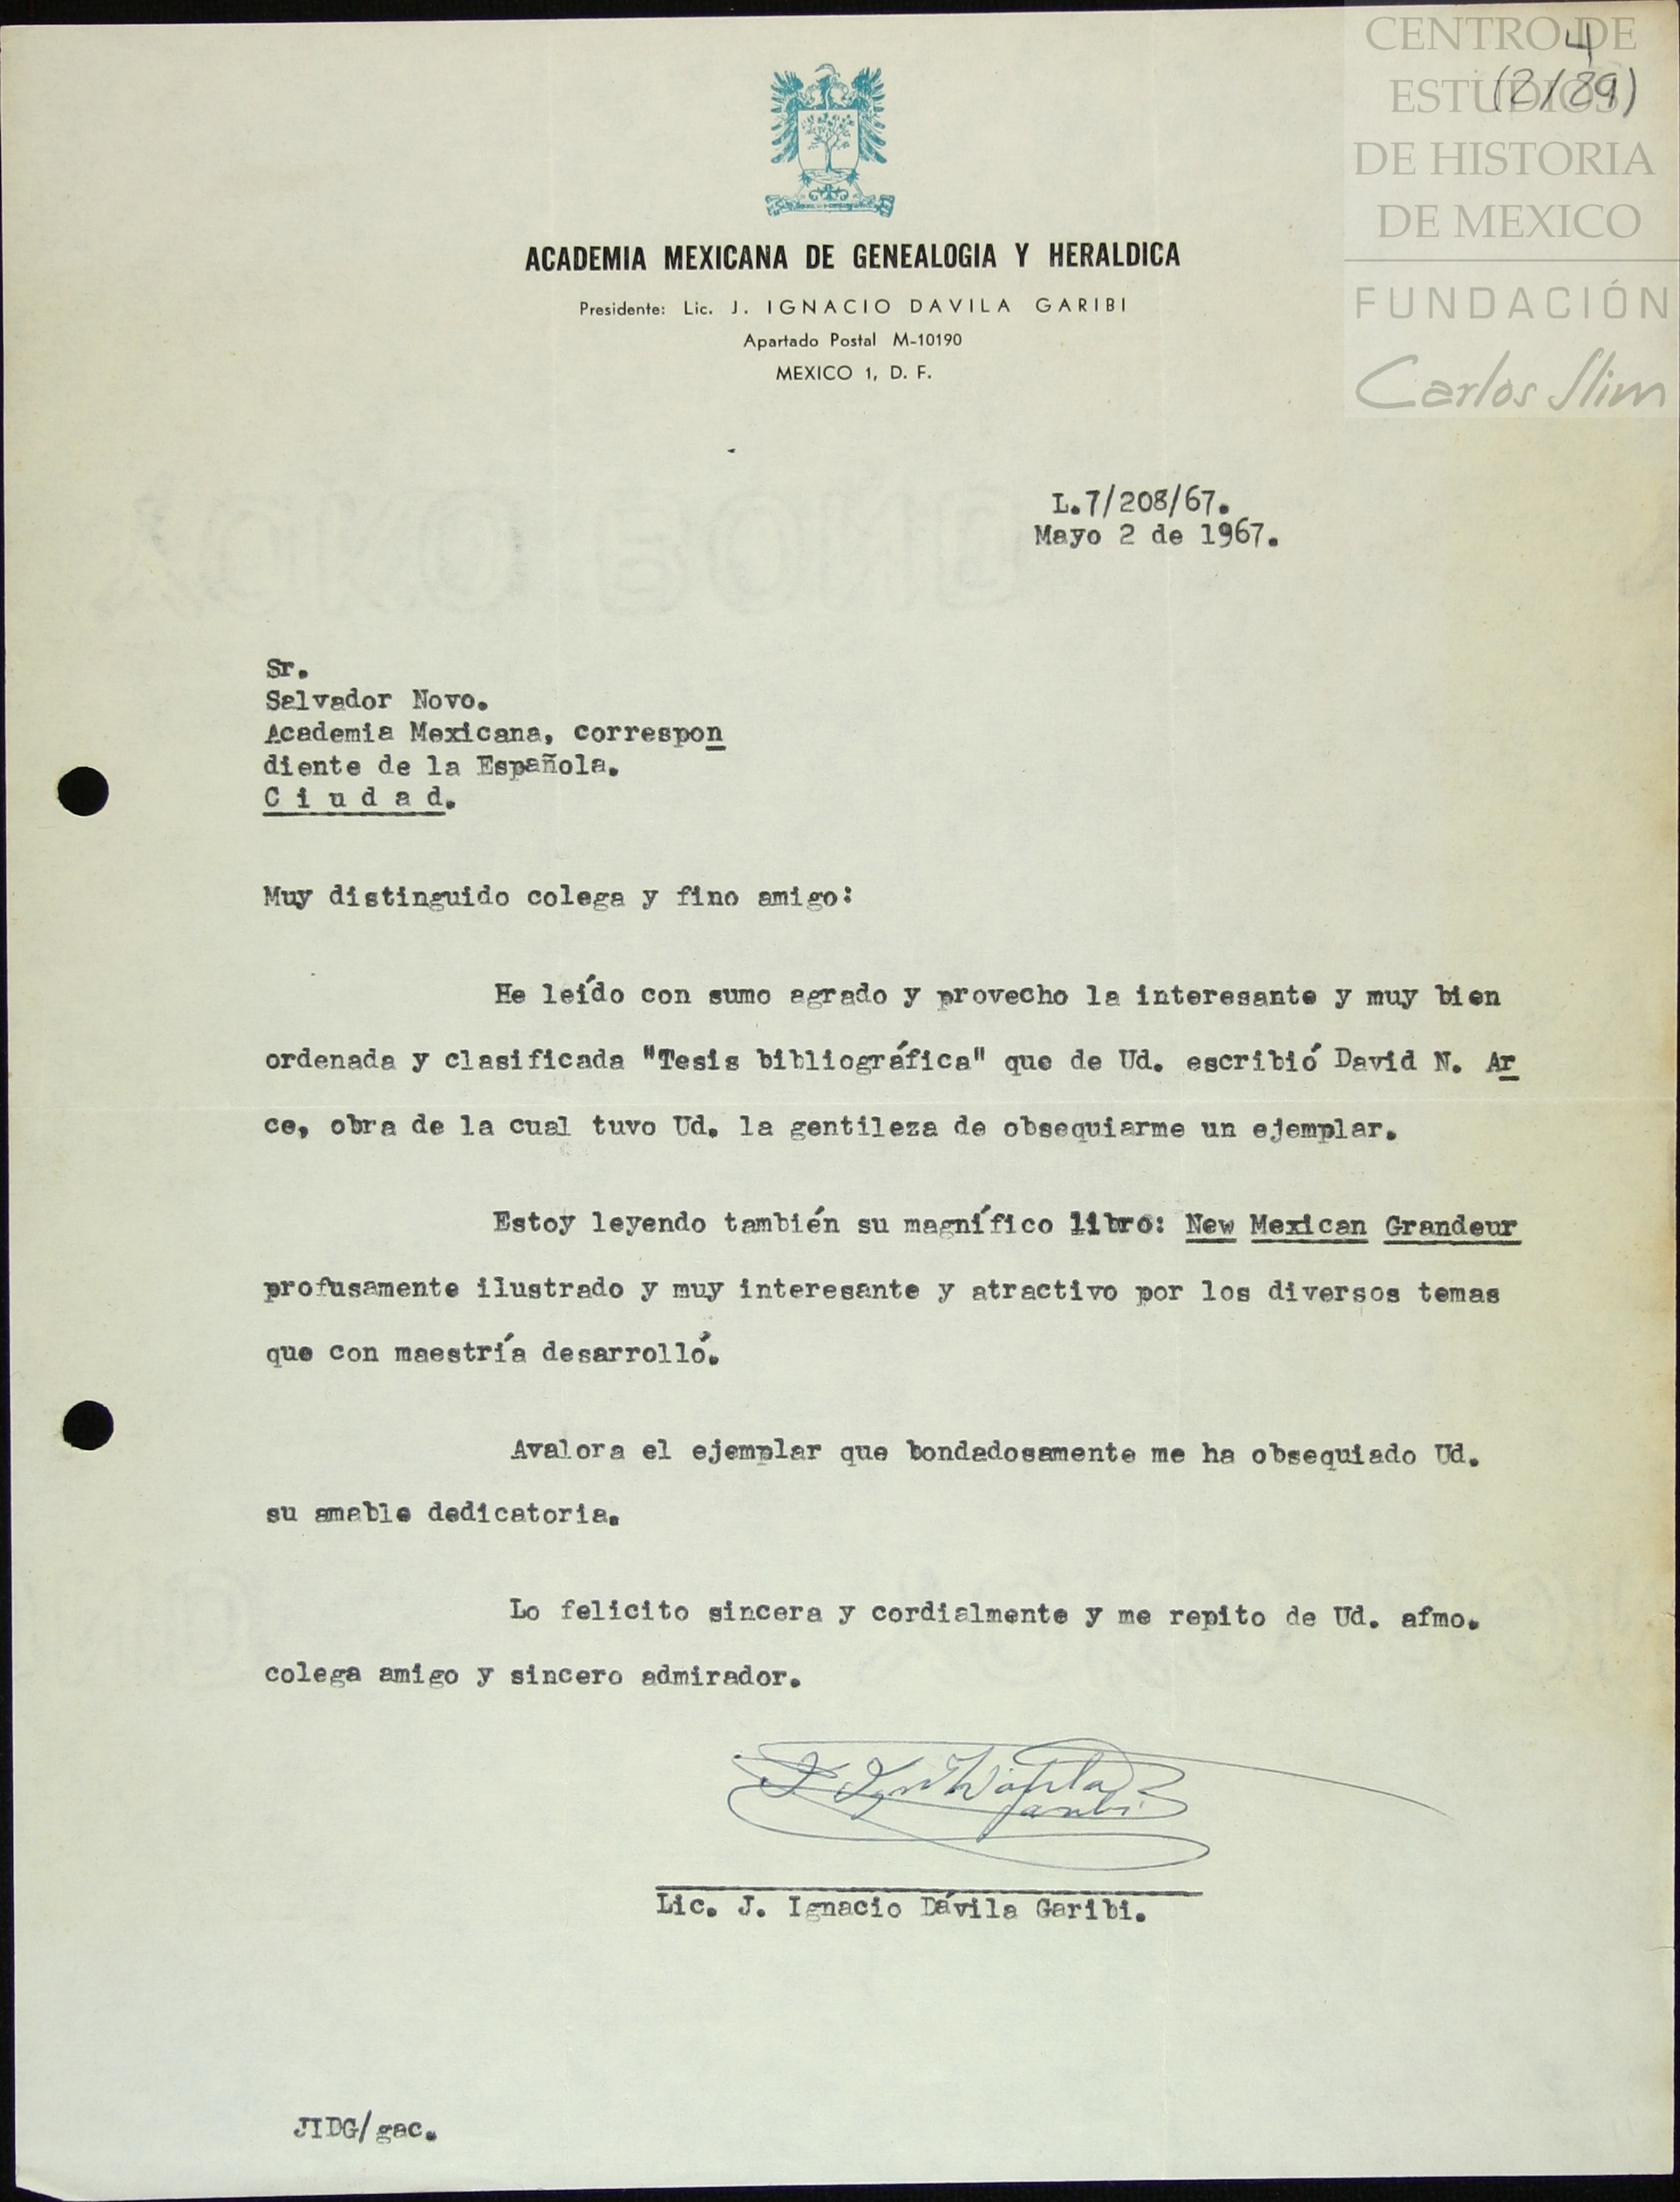 CENTRO DE
ESTUDIOS
DE HISTORIA
DE MEXICO
FUNDACIÓN
Carlos Slim
4
(2/89)
ACADEMIA MEXICANA DE GENEALOGIA Y HERALDICA
Presidente: Lic. J. IGNACIO DAVILA GARIBI
Apartado Postal M-10190
MEXICO 1, D. F.
L.7/208/67.
Mayo 2 de 1967.
Sr.
Salvador Novo.
Academia Mexicana, correspon
diente de la Española.
C i u d a d.
Muy distinguido colega y fino amigo:
He leído con sumo agrado y provecho la interesante y muy bien
ordenada y clasificada "Tesis bibliográfica" que de Ud. escribió David N. Ar
ce, obra de la cual tuvo Ud. la gentileza de obsequiarme un ejemplar.
Estoy leyendo también su magnífico libro: New Mexican Grandeur
profusamente ilustrado y muy interesante y atractivo por los diversos temas
que con maestría desarrolló.
Avalora el ejemplar que bondadosamente me ha obsequiado Ud.
su amable dedicatoria.
Lo felicito sincera y cordialmente y me repito de Ud. afmo.
colega amigo y sincero admirador.
Lic. J. Ignacio Dávila Garibi.
JIDG/gac.